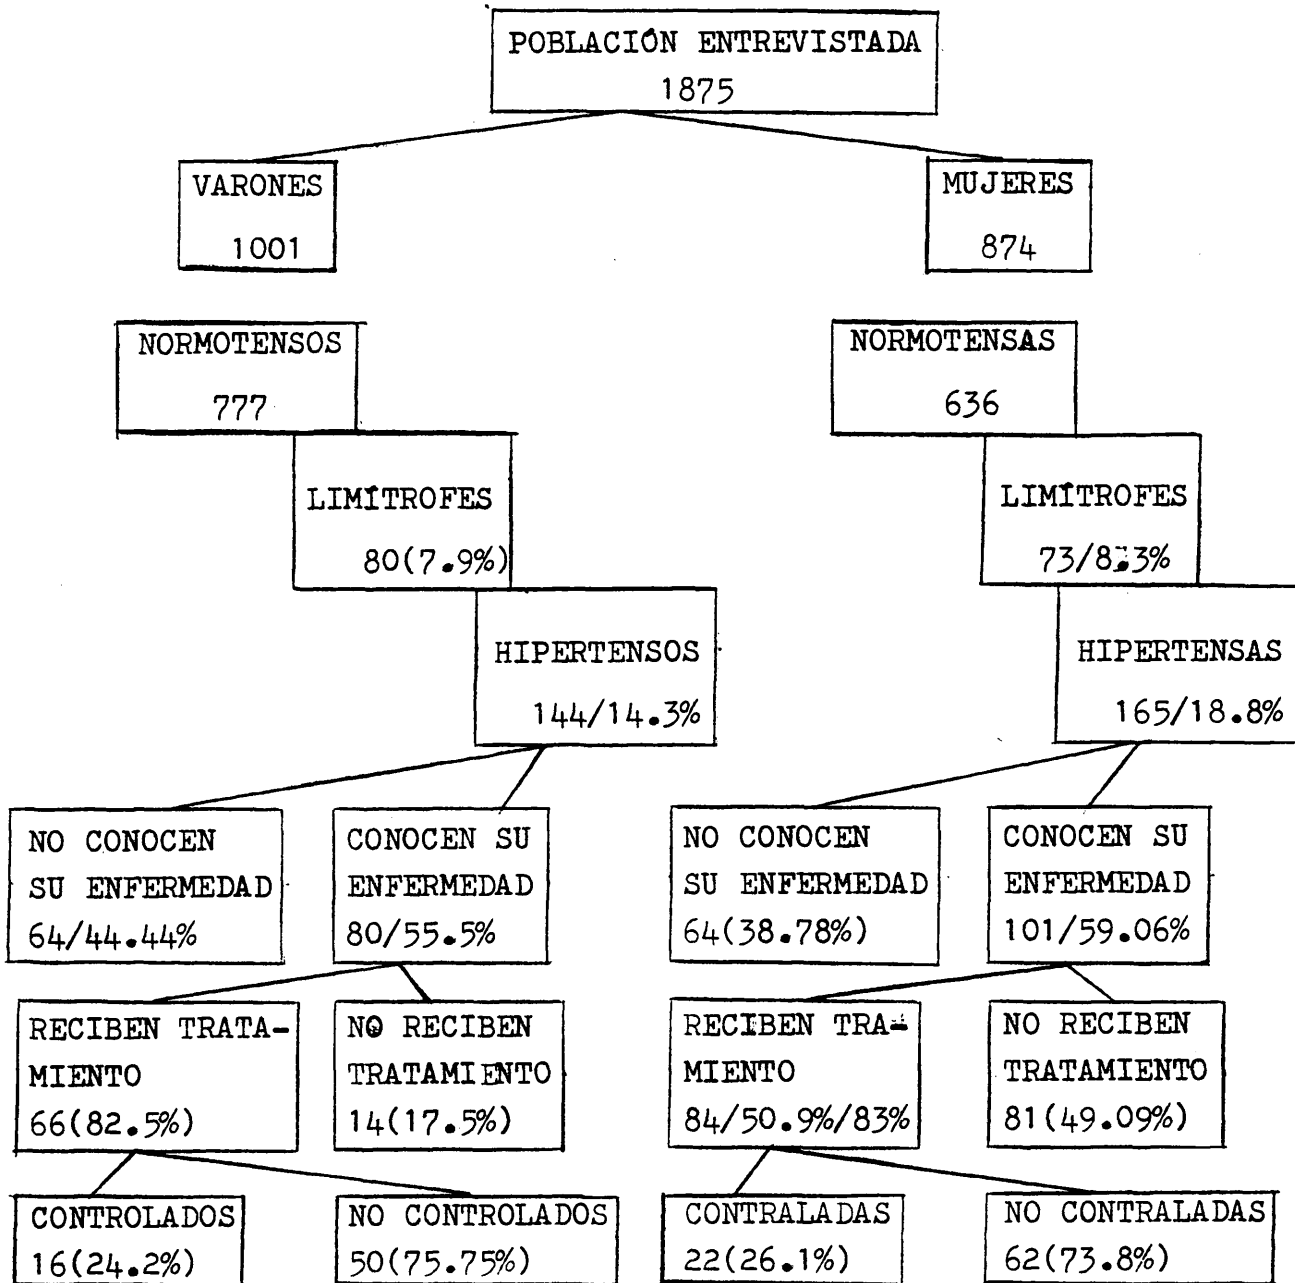 POBLACIÓN ENTREVISTADA
1875
VARONES
1001
MUJERES
874
NORMOTENSOS
777
NORMOTENSAS
636
LIMÍTROFES
80(7.9%)
LIMÍTROFES
73/8.3%
HIPERTENSOS
144/14.3%
HIPERTENSAS
165/18.8%
NO CONOCEN
SU ENFERMEDAD
64/44.44%
CONOCEN SU
ENFERMEDAD
80/55.5%
NO CONOCEN
SU ENFERMEDAD
64(38.78%)
CONOCEN SU
ENFERMEDAD
101/59.06%
RECIBEN TRATA-
MIENTO
66(82.5%)
NO RECIBEN
TRATAMIENTO
14(17.5%)
RECIBEN TRA-
MIENTO
84/50.9%/83%
NO RECIBEN
TRATAMIENTO
81(49.09%)
CONTROLADOS
16(24.2%)
NO CONTROLADOS
50(75.75%)
CONTRALADAS
22(26.1%)
NO CONTRALADAS
62(73.8%)